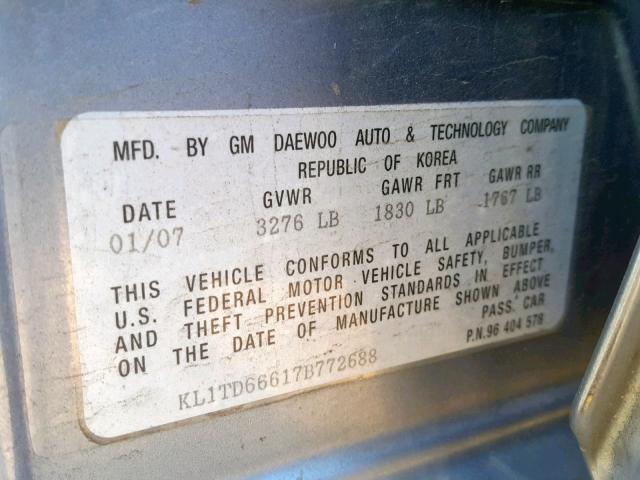 MFD. BY GM DAEWOO AUTO & TECHNOLOGY COMPANY
REPUBLIC OF KOREA
DATE GVWR GAWR FRT GAWR RR
01/07 3276 LB 1830 LB 1767 LB
THIS VEHICLE CONFORMS TO ALL APPLICABLE
U.S. FEDERAL MOTOR VEHICLE SAFETY, BUMPER,
AND THEFT PREVENTION STANDARDS IN EFFECT
ON THE DATE OF MANUFACTURE SHOWN ABOVE
PASS. CAR
P.N.96 404 578
KL1TD66617B772688